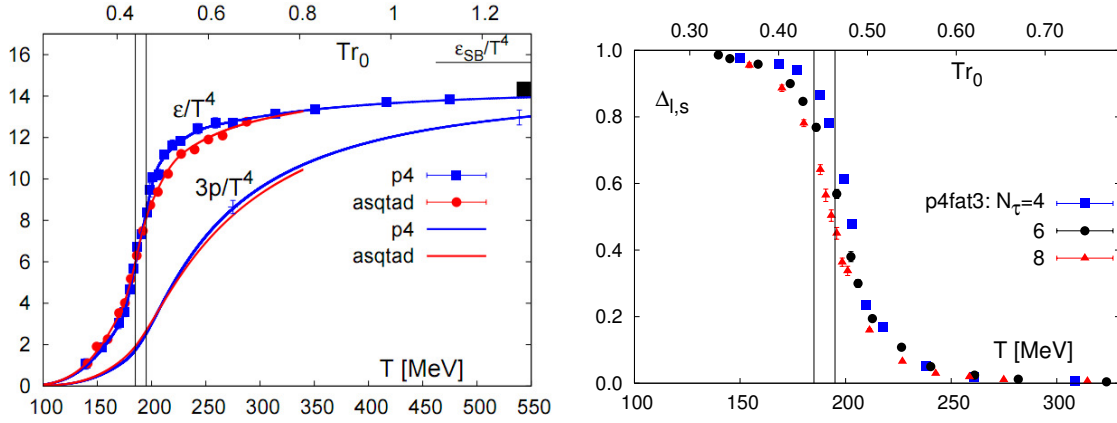 0.4 0.6 0.8 1 1.2
16
14
12
10
8
6
4
2
0
Tr₀
ε_SB/T⁴
ε/T⁴
3p/T⁴
p4
asqtad
p4
asqtad
T [MeV]
100 150 200 250 300 350 400 450 500 550
0.30 0.40 0.50 0.60 0.70
1.0
0.8
0.6
0.4
0.2
0.0
Δ_l,s
Tr₀
p4fat3: N_τ=4
6
8
T [MeV]
100 150 200 250 300